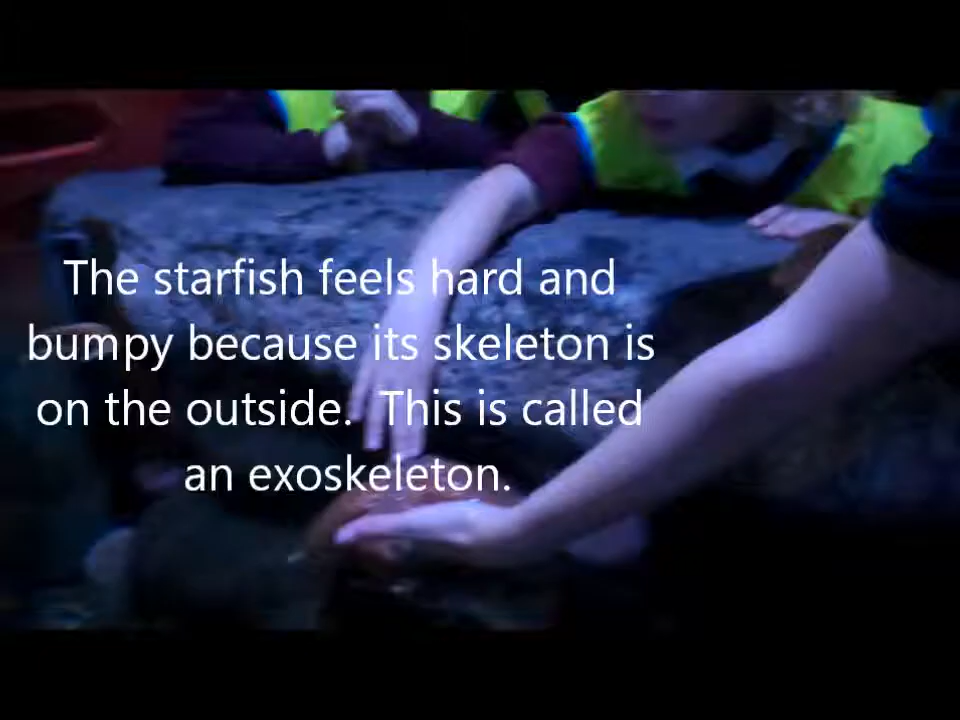 The starfish feels hard and
bumpy because its skeleton is
on the outside.  This is called
an exoskeleton.